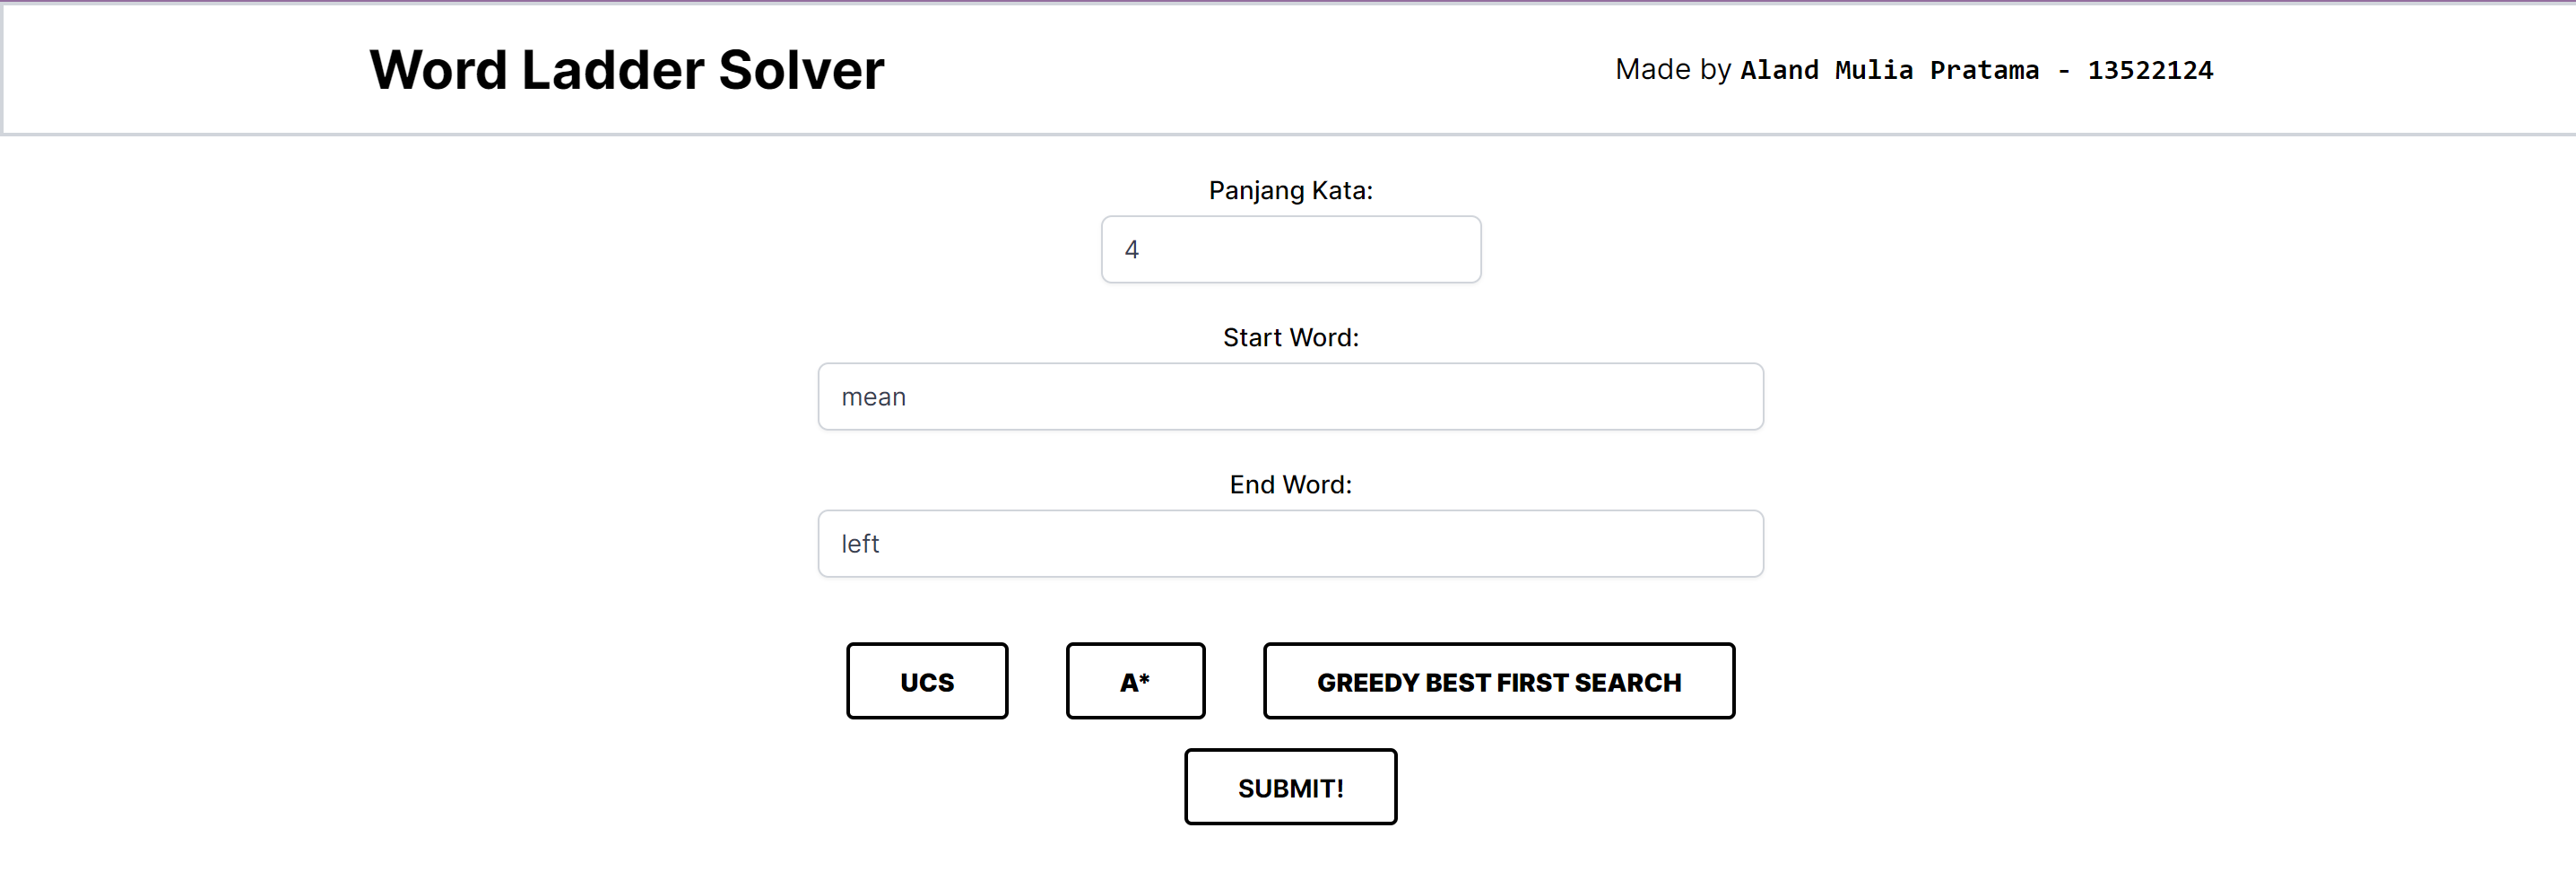 Word Ladder Solver
Made by Aland Mulia Pratama - 13522124
Panjang Kata:
4
Start Word:
mean
End Word:
left
UCS
A*
GREEDY BEST FIRST SEARCH
SUBMIT!